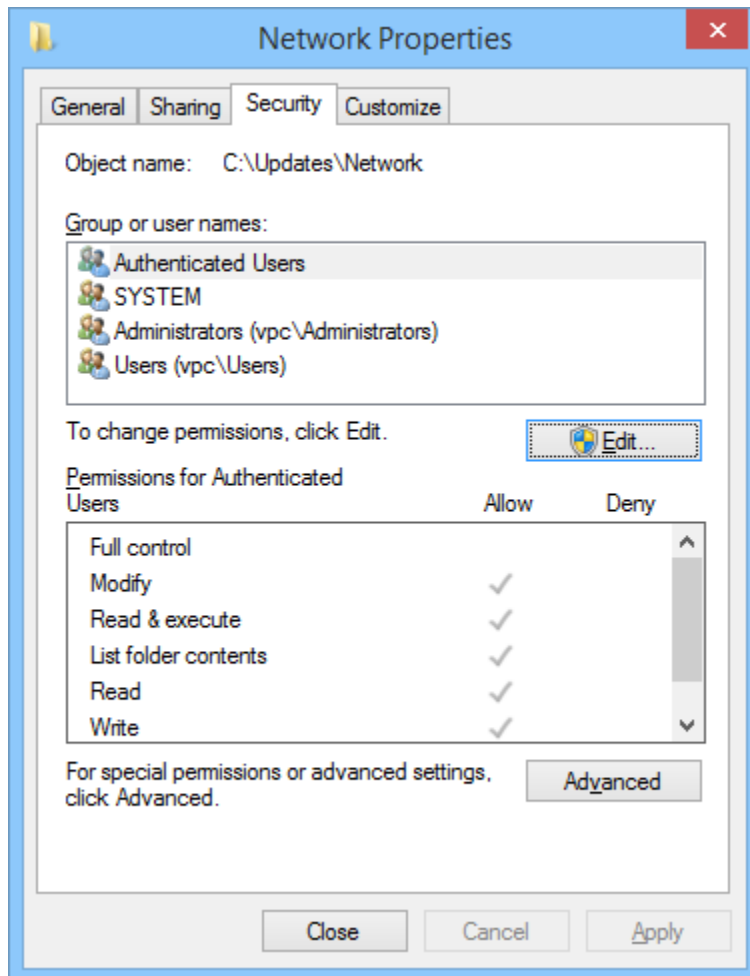 Network Properties
General Sharing Security Customize
Object name: C:\Updates\Network
Group or user names:
Authenticated Users
SYSTEM
Administrators (vpc\Administrators)
Users (vpc\Users)
To change permissions, click Edit.
Edit...
Permissions for Authenticated
Users Allow Deny
Full control
Modify
Read & execute
List folder contents
Read
Write
For special permissions or advanced settings,
click Advanced.
Advanced
Close Cancel Apply